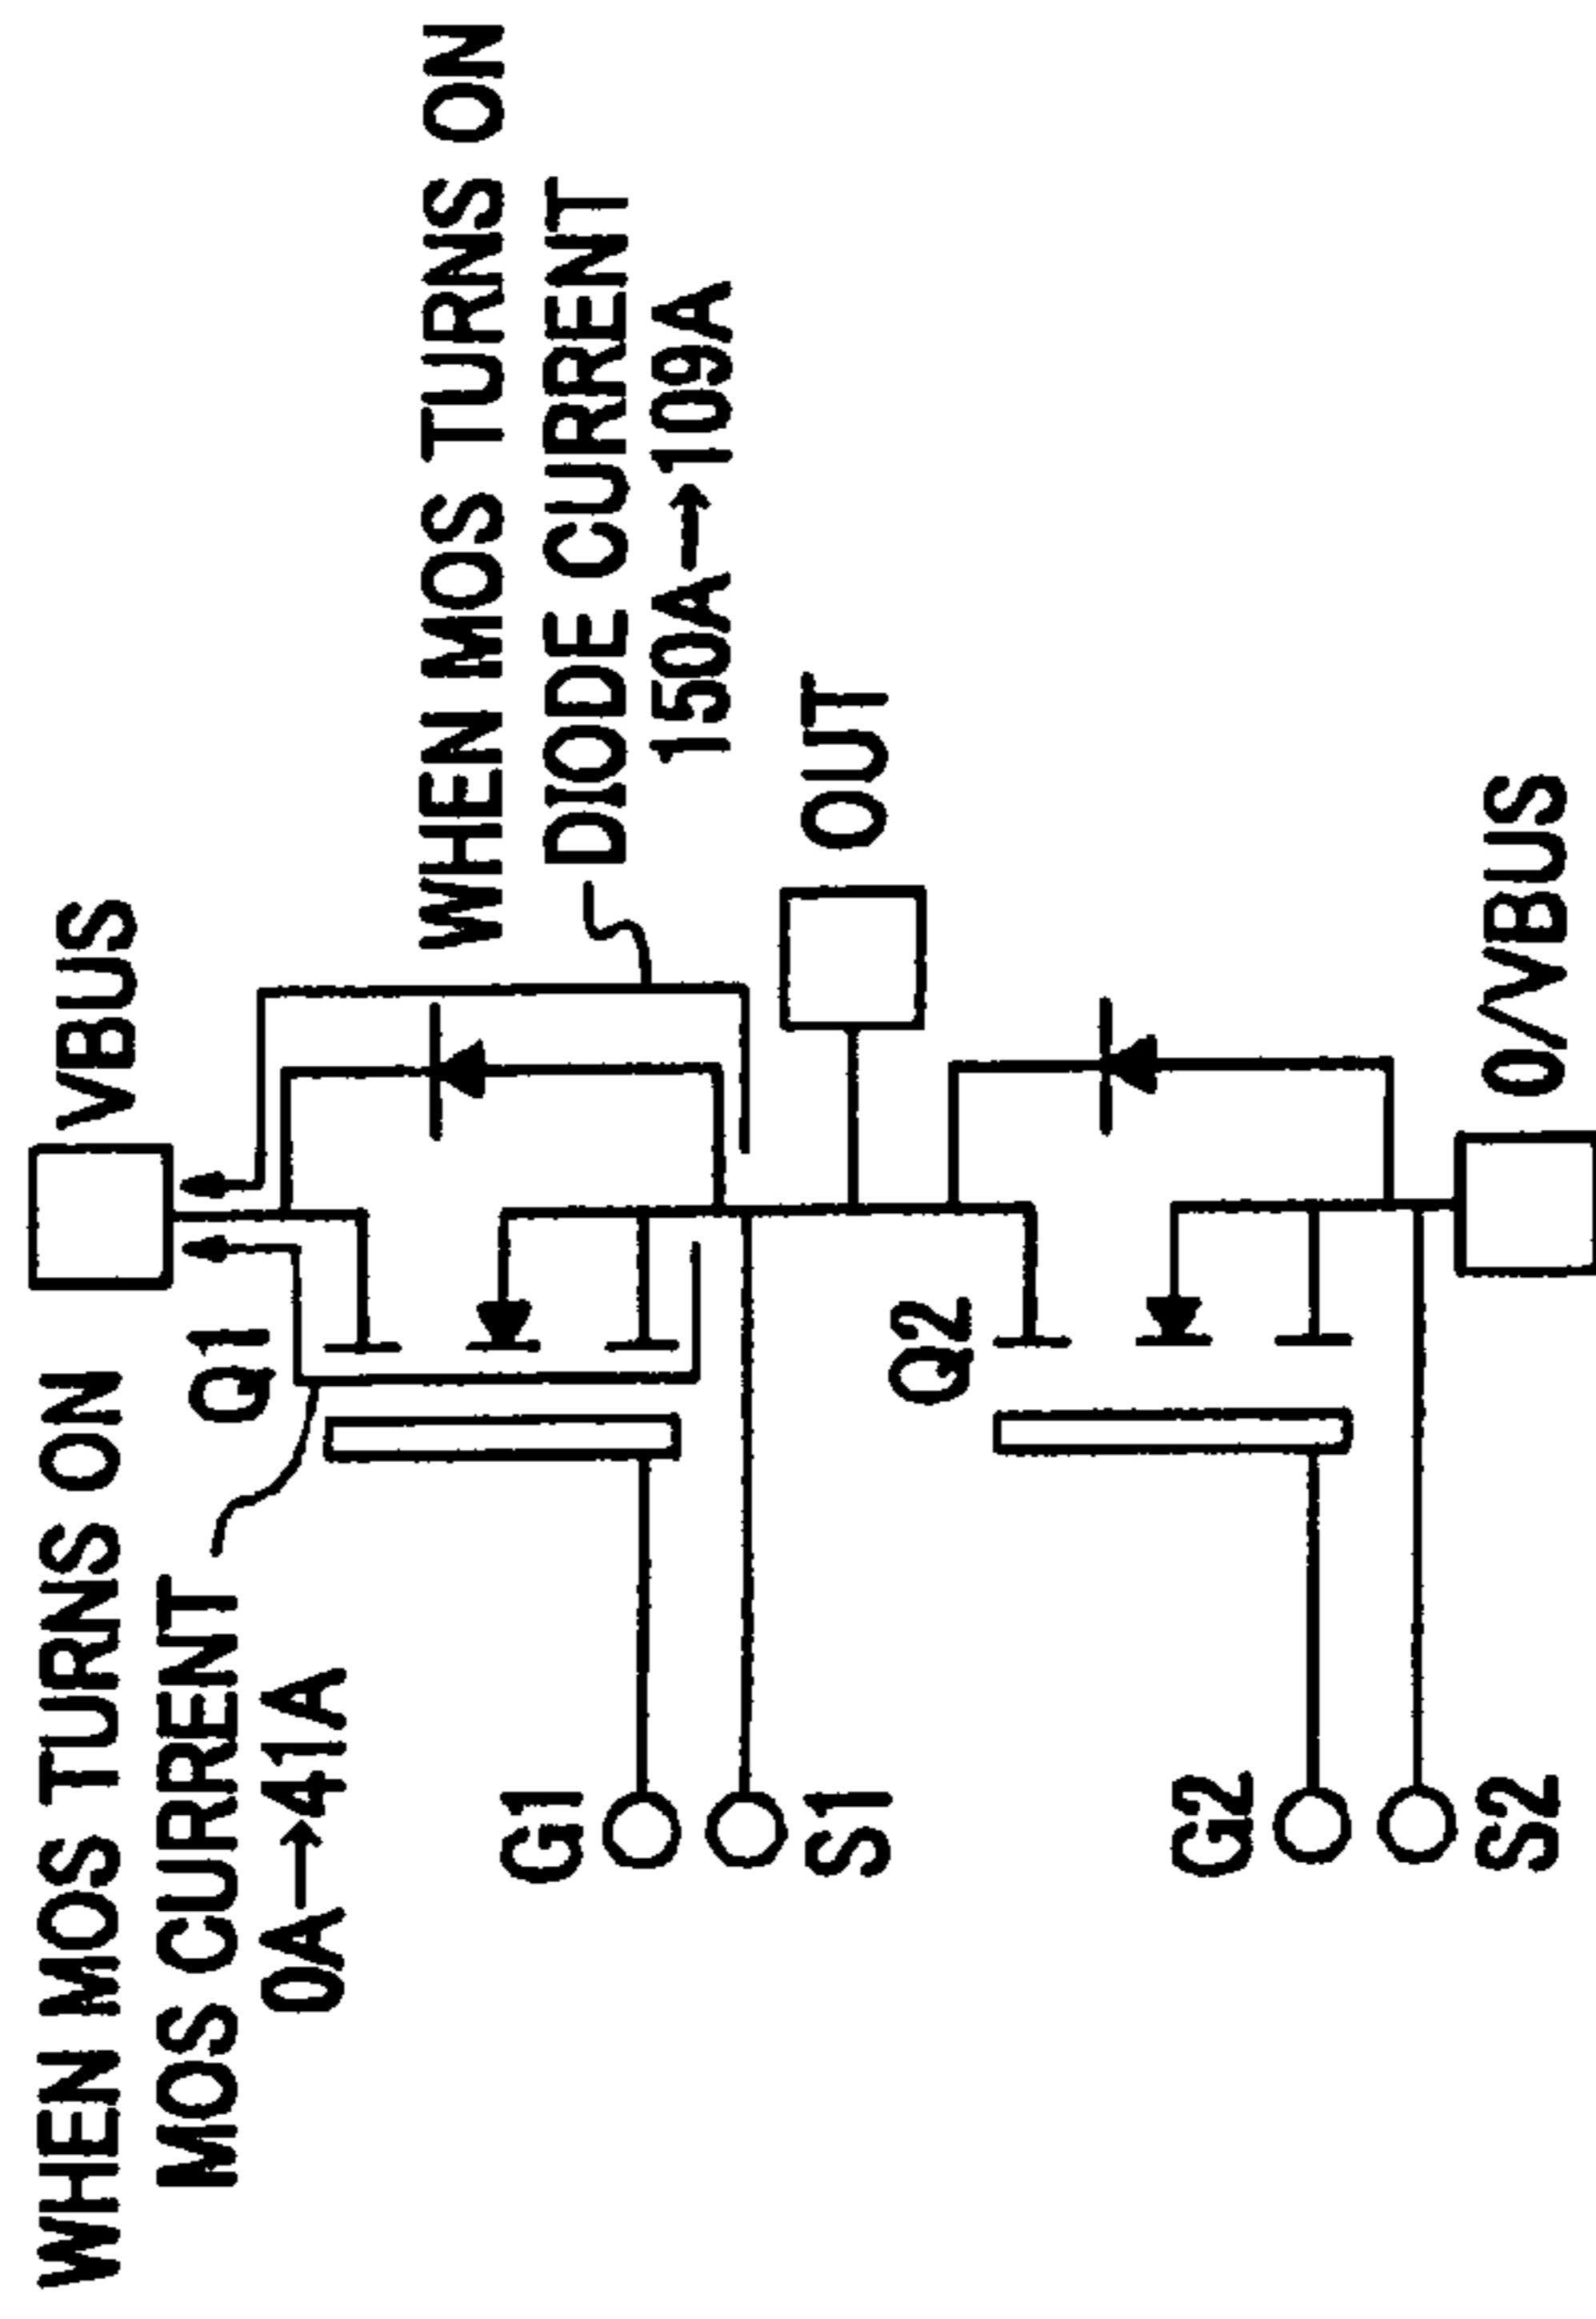 WHEN MOS TURNS ON
MOS CURRENT
0A→41A
VBUS
Q1
WHEN MOS TURNS ON
DIODE CURRENT
150A→109A
G1
S1
OUT
Q2
G2
S2
0/VBUS